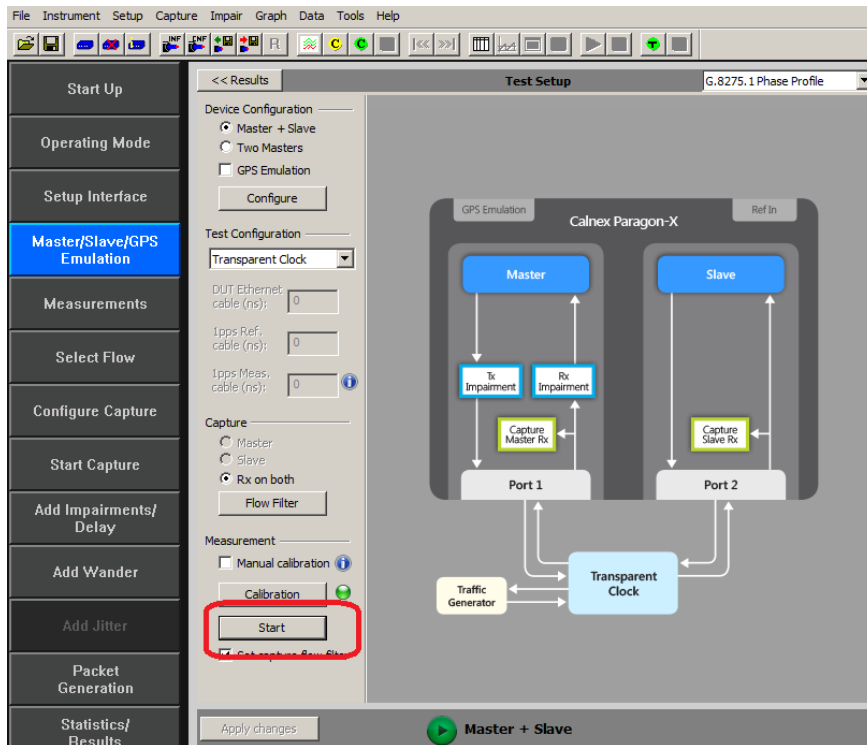 File Instrument Setup Capture Impair Graph Data Tools Help
INF INF R C C T
Start Up
Operating Mode
Setup Interface
Master/Slave/GPS
Emulation
Measurements
Select Flow
Configure Capture
Start Capture
Add Impairments/
Delay
Add Wander
Add Jitter
Packet
Generation
Statistics/
Results
<< Results
Test Setup
G.8275.1 Phase Profile
Device Configuration
Master + Slave
Two Masters
GPS Emulation
Configure
Test Configuration
Transparent Clock
DUT Ethernet
cable (ns):
0
1pps Ref.
cable (ns):
0
1pps Meas.
cable (ns):
0
Capture
Master
Slave
Rx on both
Flow Filter
Measurement
Manual calibration
Calibration
Start
Set capture flow filter
Apply changes
Master + Slave
GPS Emulation
Calnex Paragon-X
Ref In
Master
Slave
Tx
Impairment
Rx
Impairment
Capture
Master Rx
Capture
Slave Rx
Port 1
Port 2
Traffic
Generator
Transparent
Clock